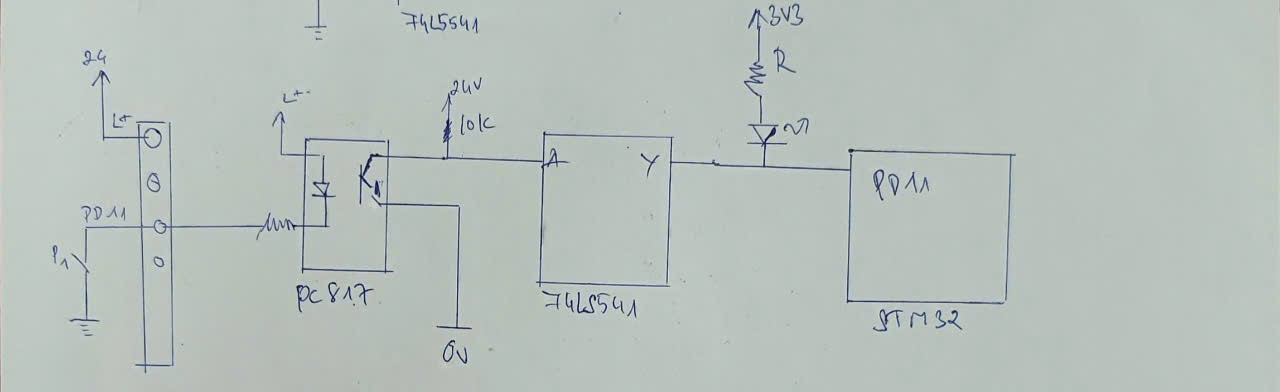 74LS541
3V3
R
24
L+
L+
24V
10K
A
Y
PD11
PD11
P1
PC817
0V
74LS541
STM32